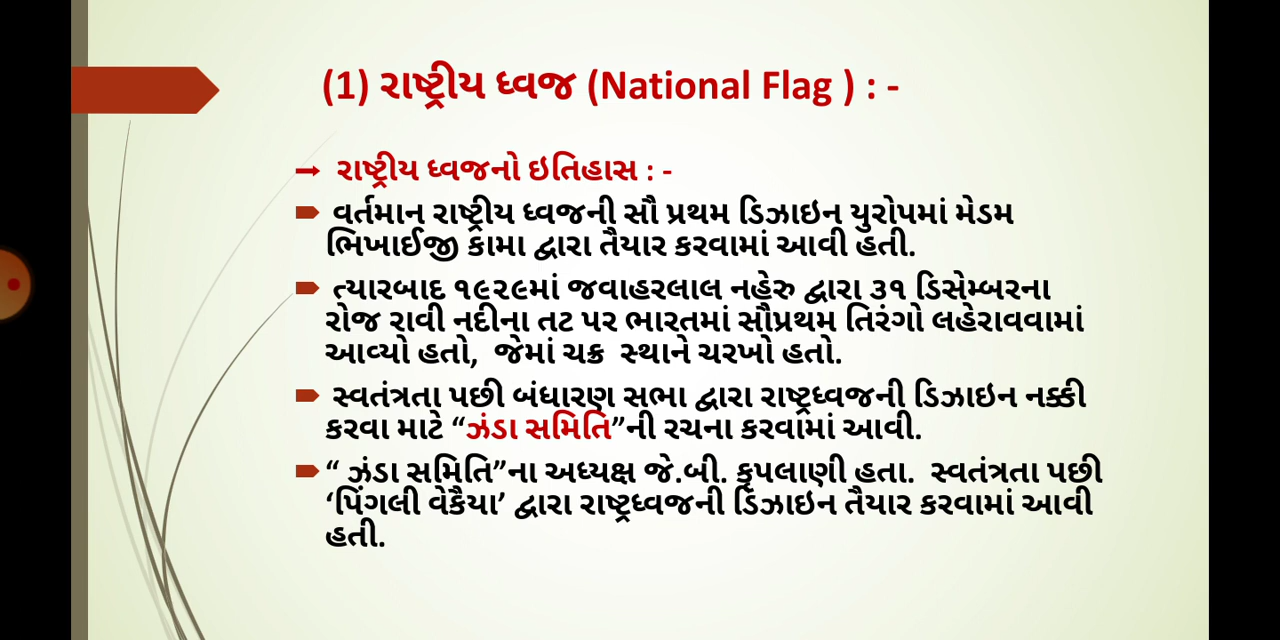 (1) રાષ્ટ્રીય ધ્વજ (National Flag ) : -
રાષ્ટ્રીય ધ્વજનો ઇતિહાસ : -
વર્તમાન રાષ્ટ્રીય ધ્વજની સૌ પ્રથમ ડિઝાઇન યુરોપમાં મેડમ
ભિખાઈજી કામા દ્વારા તૈયાર કરવામાં આવી હતી.
ત્યારબાદ ૧૯૨૯માં જવાહરલાલ નહેરુ દ્વારા ૩૧ ડિસેમ્બરના
રોજ રાવી નદીના તટ પર ભારતમાં સૌપ્રથમ તિરંગો લહેરાવવામાં
આવ્યો હતો, જેમાં ચક્ર સ્થાને ચરખો હતો.
સ્વતંત્રતા પછી બંધારણ સભા દ્વારા રાષ્ટ્રધ્વજની ડિઝાઇન નક્કી
કરવા માટે “ઝંડા સમિતિ”ની રચના કરવામાં આવી.
“ ઝંડા સમિતિ”ના અધ્યક્ષ જે.બી. કૃપલાણી હતા. સ્વતંત્રતા પછી
‘પિંગલી વેકૈયા’ દ્વારા રાષ્ટ્રધ્વજની ડિઝાઇન તૈયાર કરવામાં આવી
હતી.